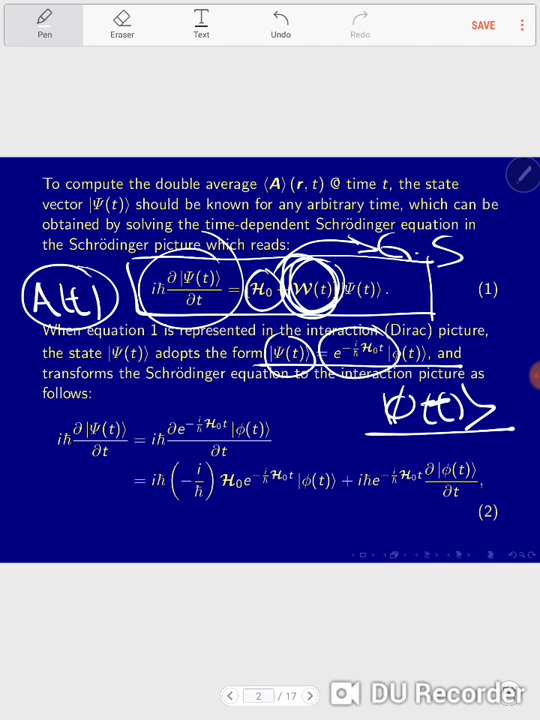 Pen Eraser Text Undo Redo SAVE
To compute the double average ⟨A⟩ (r, t) @ time t, the state
vector |Ψ(t)⟩ should be known for any arbitrary time, which can be
obtained by solving the time-dependent Schrödinger equation in
the Schrödinger picture which reads:
→G.S
A(t)
iħ ∂|Ψ(t)⟩/∂t = [H₀ + W(t)] |Ψ(t)⟩. (1)
When equation 1 is represented in the interaction (Dirac) picture,
the state |Ψ(t)⟩ adopts the form |Ψ(t)⟩ = e^{-i/ħ H₀t} |ϕ(t)⟩, and
transforms the Schrödinger equation to the interaction picture as
follows:
|ϕ(t)⟩
iħ ∂|Ψ(t)⟩/∂t = iħ ∂e^{-i/ħ H₀t} |ϕ(t)⟩/∂t
= iħ (-i/ħ) H₀e^{-i/ħ H₀t} |ϕ(t)⟩ + iħe^{-i/ħ H₀t} ∂|ϕ(t)⟩/∂t,
(2)
2 / 17
DU Recorder